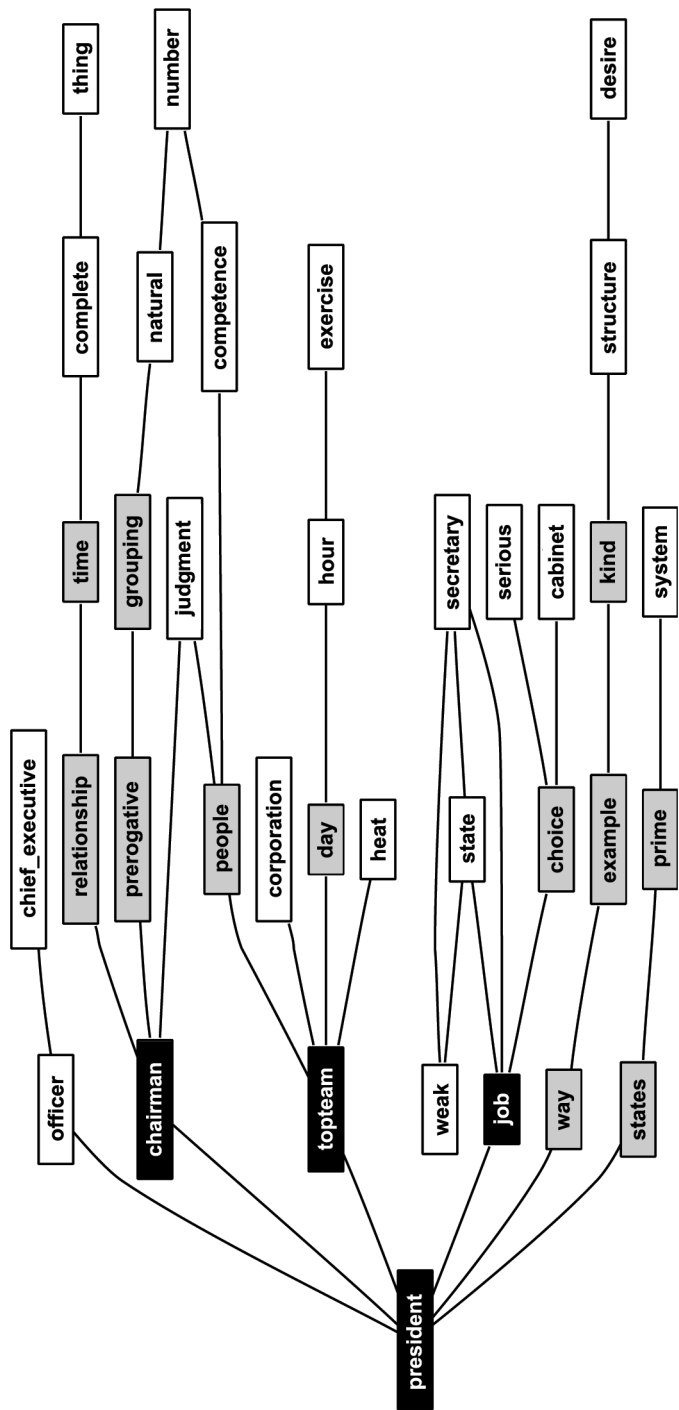 president
officer
chairman
topteam
weak
job
way
states
chief_executive
relationship
prerogative
people
corporation
day
heat
state
choice
example
prime
time
grouping
judgment
hour
secretary
serious
cabinet
kind
system
complete
natural
competence
exercise
structure
thing
number
desire